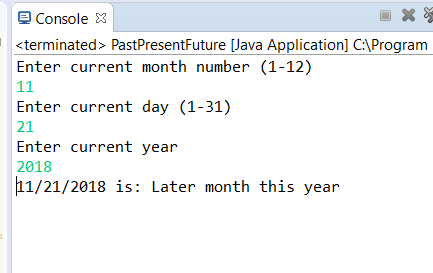 Console
<terminated> PastPresentFuture [Java Application] C:\Program
Enter current month number (1-12)
11
Enter current day (1-31)
21
Enter current year
2018
11/21/2018 is: Later month this year